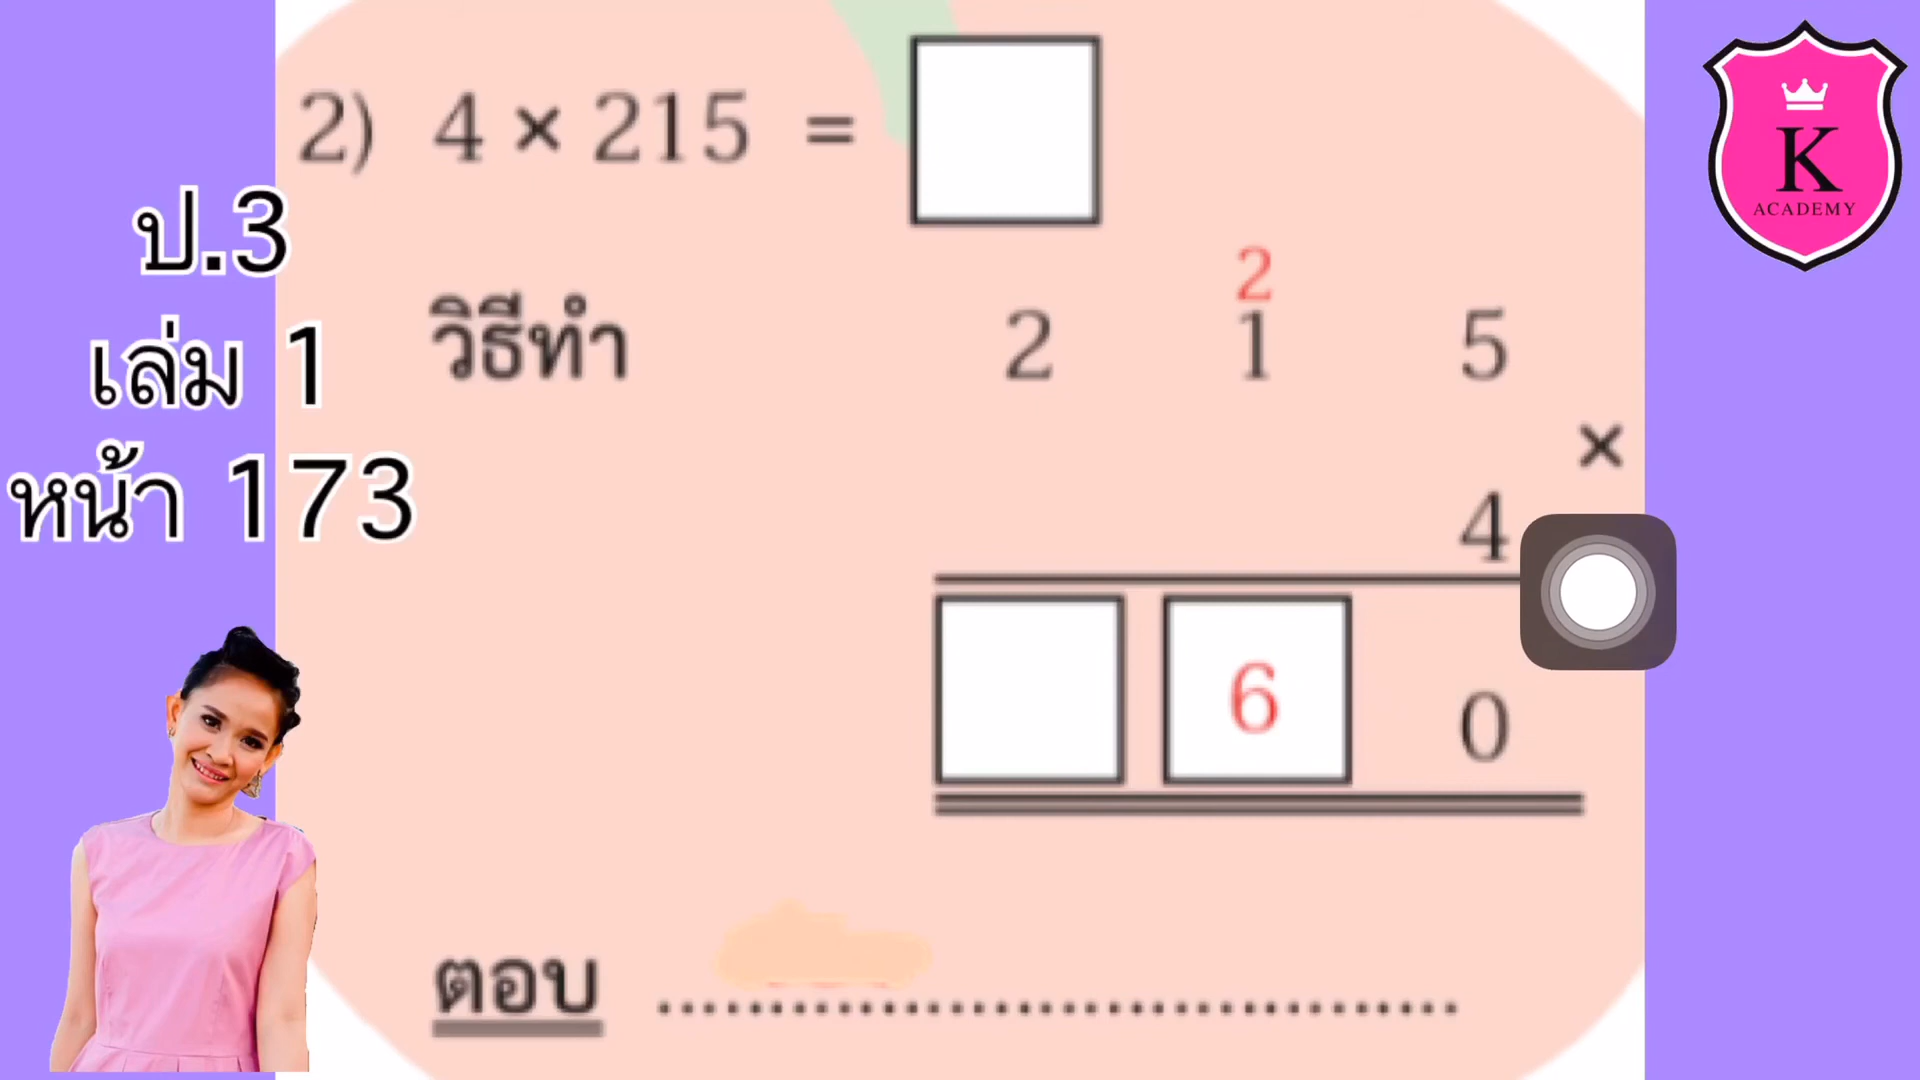 2) 4 × 215 =
K
ACADEMY
ป.3
เล่ม 1
หน้า 173
วิธีทำ
2
2 1 5
×
4
6 0
ตอบ ........................................